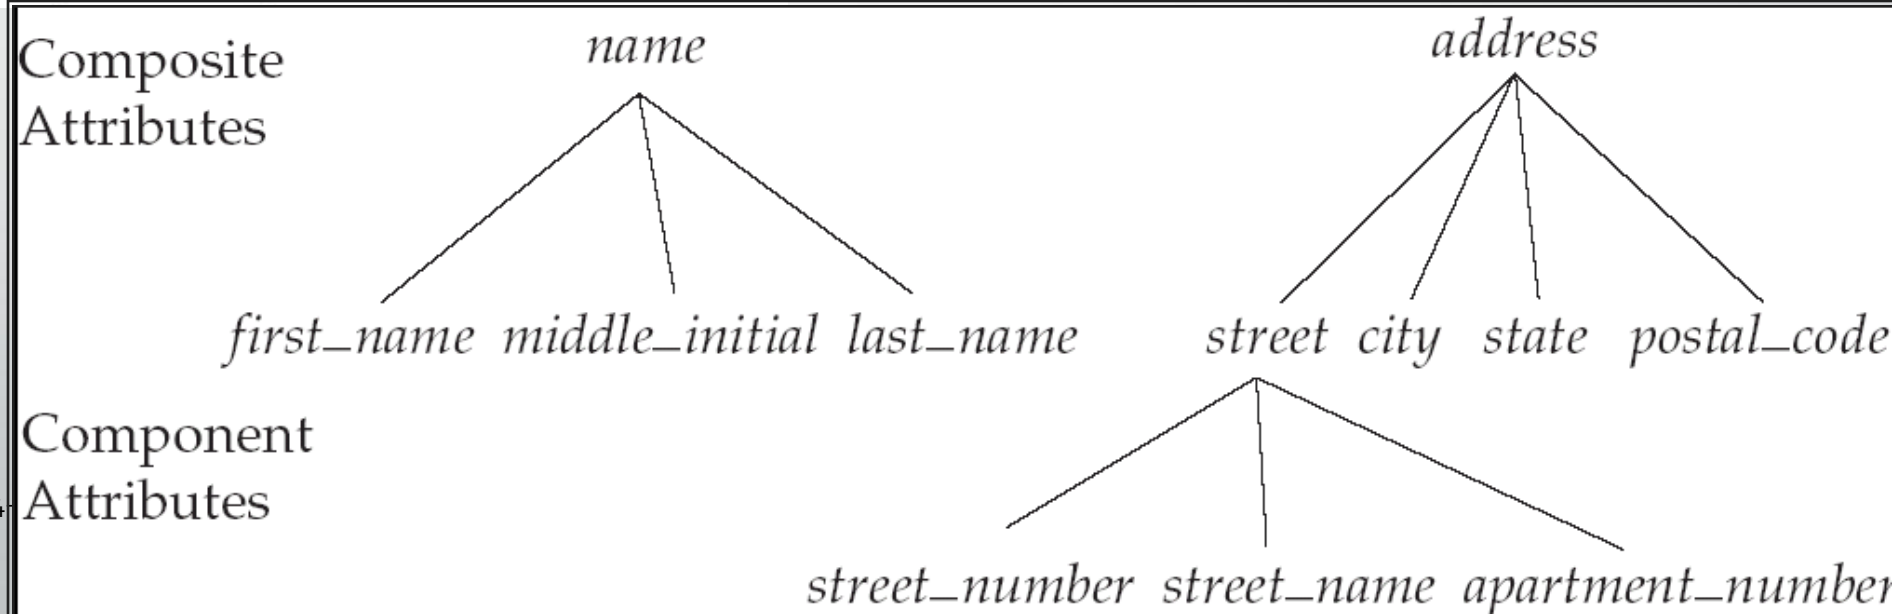 Composite
Attributes
name
address
first_name middle_initial last_name
street city state postal_code
Component
Attributes
street_number street_name apartment_number